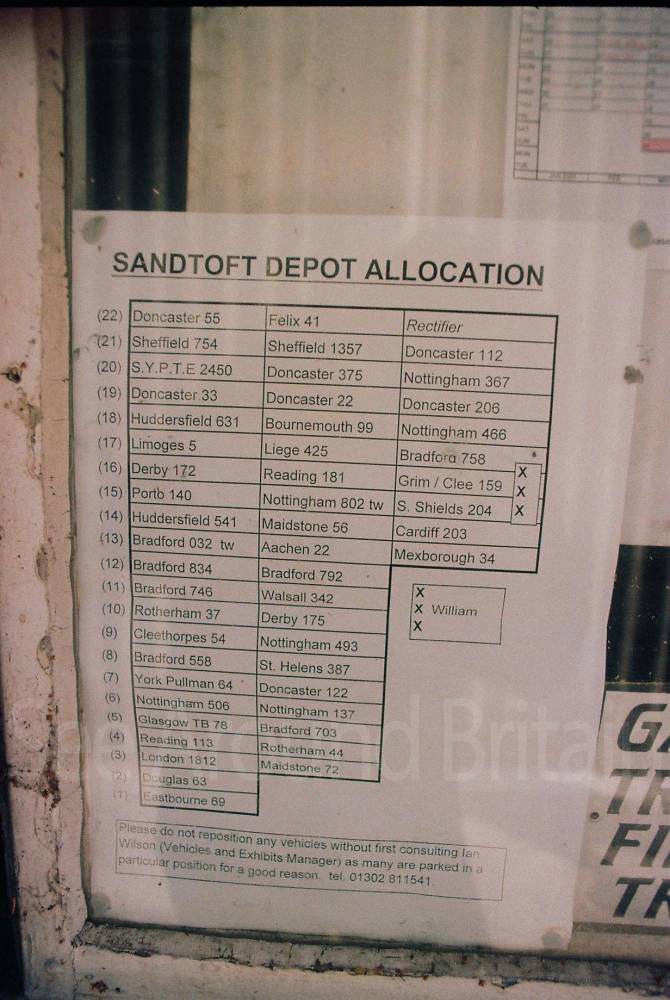 SANDTOFT DEPOT ALLOCATION
(22) Doncaster 55 Felix 41 Rectifier
(21) Sheffield 754 Sheffield 1357 Doncaster 112
(20) S.Y.P.T.E 2450 Doncaster 375 Nottingham 367
(19) Doncaster 33 Doncaster 22 Doncaster 206
(18) Huddersfield 631 Bournemouth 99 Nottingham 466
(17) Limoges 5 Liege 425 Bradford 758
(16) Derby 172 Reading 181 Grim / Clee 159 X
(15) Portb 140 Nottingham 802 tw S. Shields 204 X
(14) Huddersfield 541 Maidstone 56 Cardiff 203 X
(13) Bradford 032 tw Aachen 22 Mexborough 34
(12) Bradford 834 Bradford 792
(11) Bradford 746 Walsall 342 X
(10) Rotherham 37 Derby 175 X William
(9) Cleethorpes 54 Nottingham 493 X
(8) Bradford 558 St. Helens 387
(7) York Pullman 64 Doncaster 122
(6) Nottingham 506 Nottingham 137
(5) Glasgow TB 78 Bradford 703
(4) Reading 113 Rotherham 44
(3) London 1812 Maidstone 72
(2) Douglas 63
(1) Eastbourne 69
Please do not reposition any vehicles without first consulting Ian
Wilson (Vehicles and Exhibits Manager) as many are parked in a
particular position for a good reason. tel. 01302 811541.
GA
TR
FI
TR